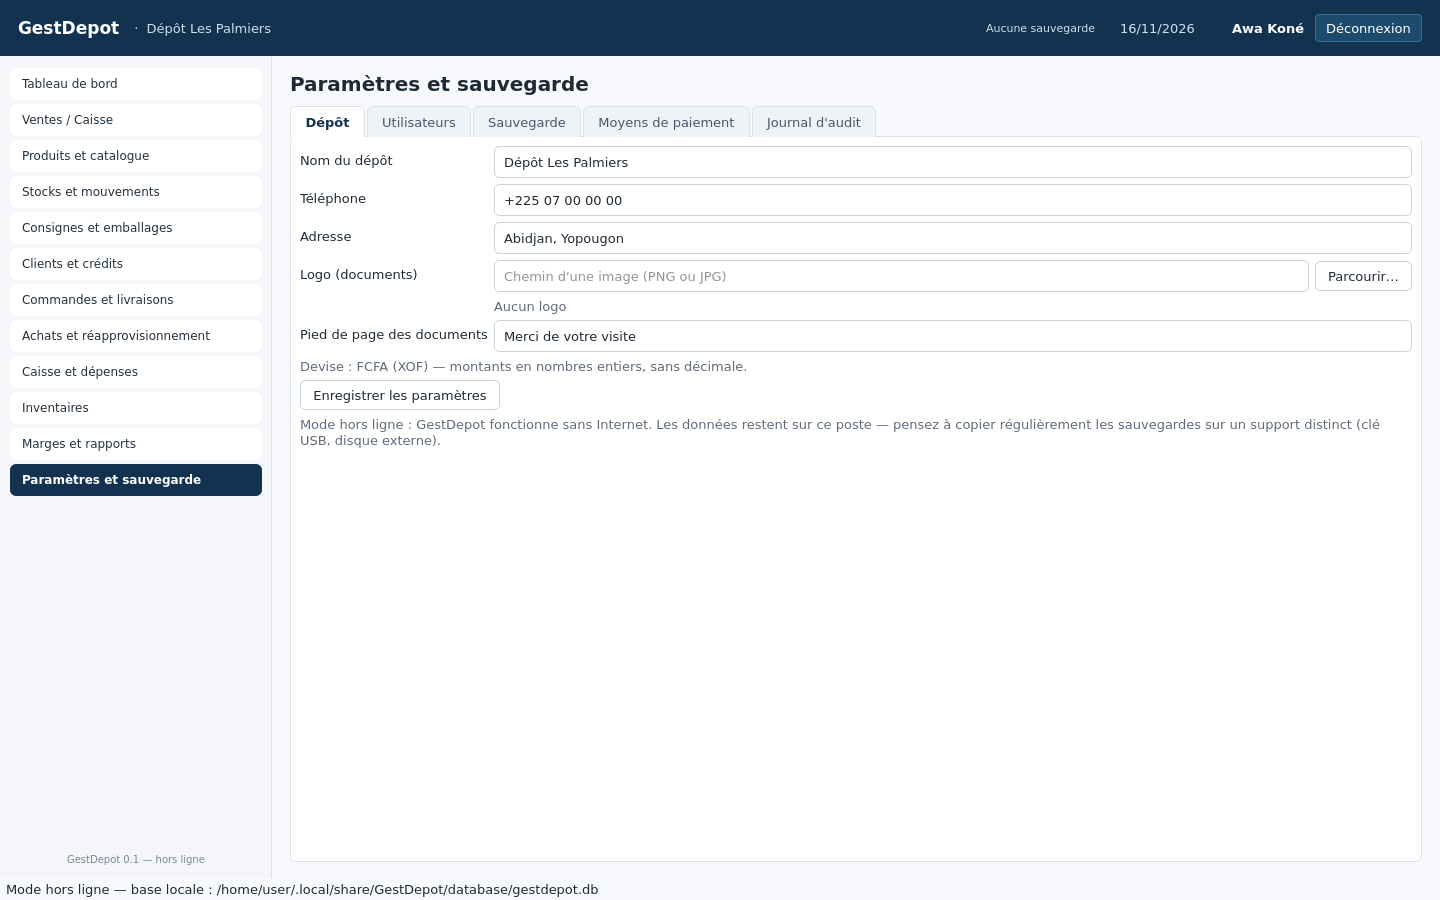 GestDepot · Dépôt Les Palmiers
Aucune sauvegarde 16/11/2026 Awa Koné Déconnexion
Tableau de bord
Ventes / Caisse
Produits et catalogue
Stocks et mouvements
Consignes et emballages
Clients et crédits
Commandes et livraisons
Achats et réapprovisionnement
Caisse et dépenses
Inventaires
Marges et rapports
Paramètres et sauvegarde
GestDepot 0.1 — hors ligne
Paramètres et sauvegarde
Dépôt Utilisateurs Sauvegarde Moyens de paiement Journal d'audit
Nom du dépôt Dépôt Les Palmiers
Téléphone +225 07 00 00 00
Adresse Abidjan, Yopougon
Logo (documents) Chemin d'une image (PNG ou JPG) Parcourir...
Aucun logo
Pied de page des documents Merci de votre visite
Devise : FCFA (XOF) — montants en nombres entiers, sans décimale.
Enregistrer les paramètres
Mode hors ligne : GestDepot fonctionne sans Internet. Les données restent sur ce poste — pensez à copier régulièrement les sauvegardes sur un support distinct (clé
USB, disque externe).
Mode hors ligne — base locale : /home/user/.local/share/GestDepot/database/gestdepot.db